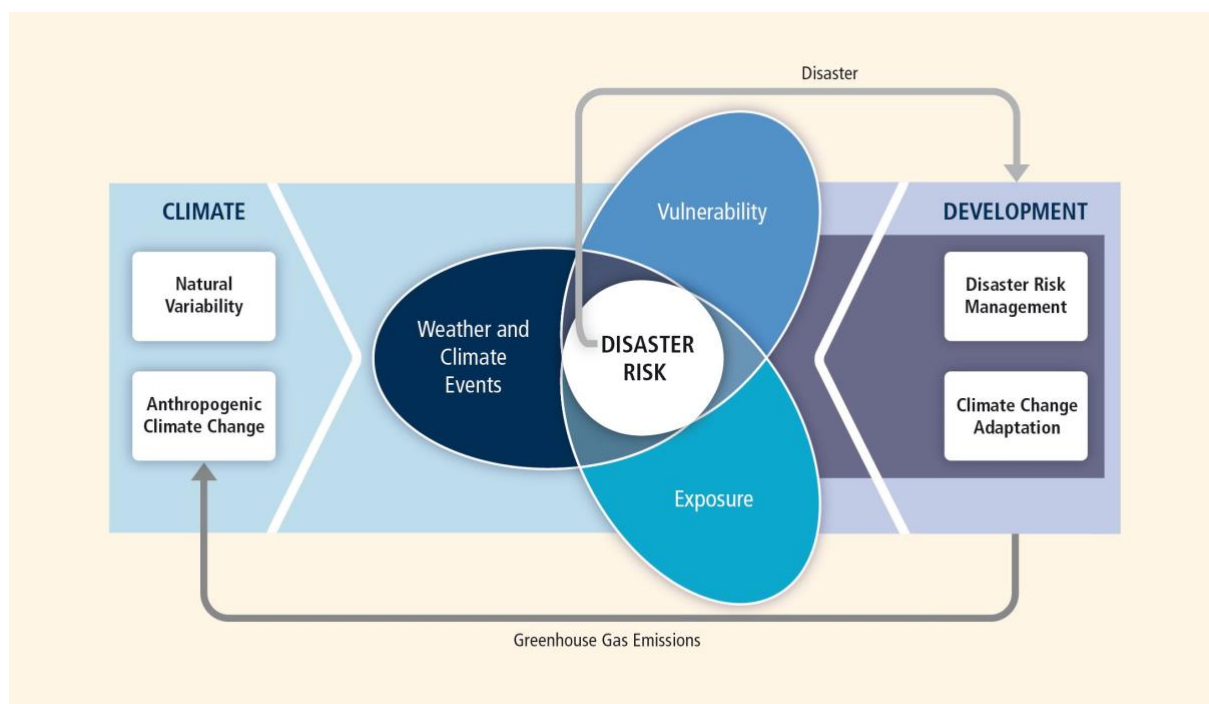 Disaster
CLIMATE
Natural
Variability
Anthropogenic
Climate Change
Weather and
Climate
Events
Vulnerability
DISASTER
RISK
Exposure
DEVELOPMENT
Disaster Risk
Management
Climate Change
Adaptation
Greenhouse Gas Emissions